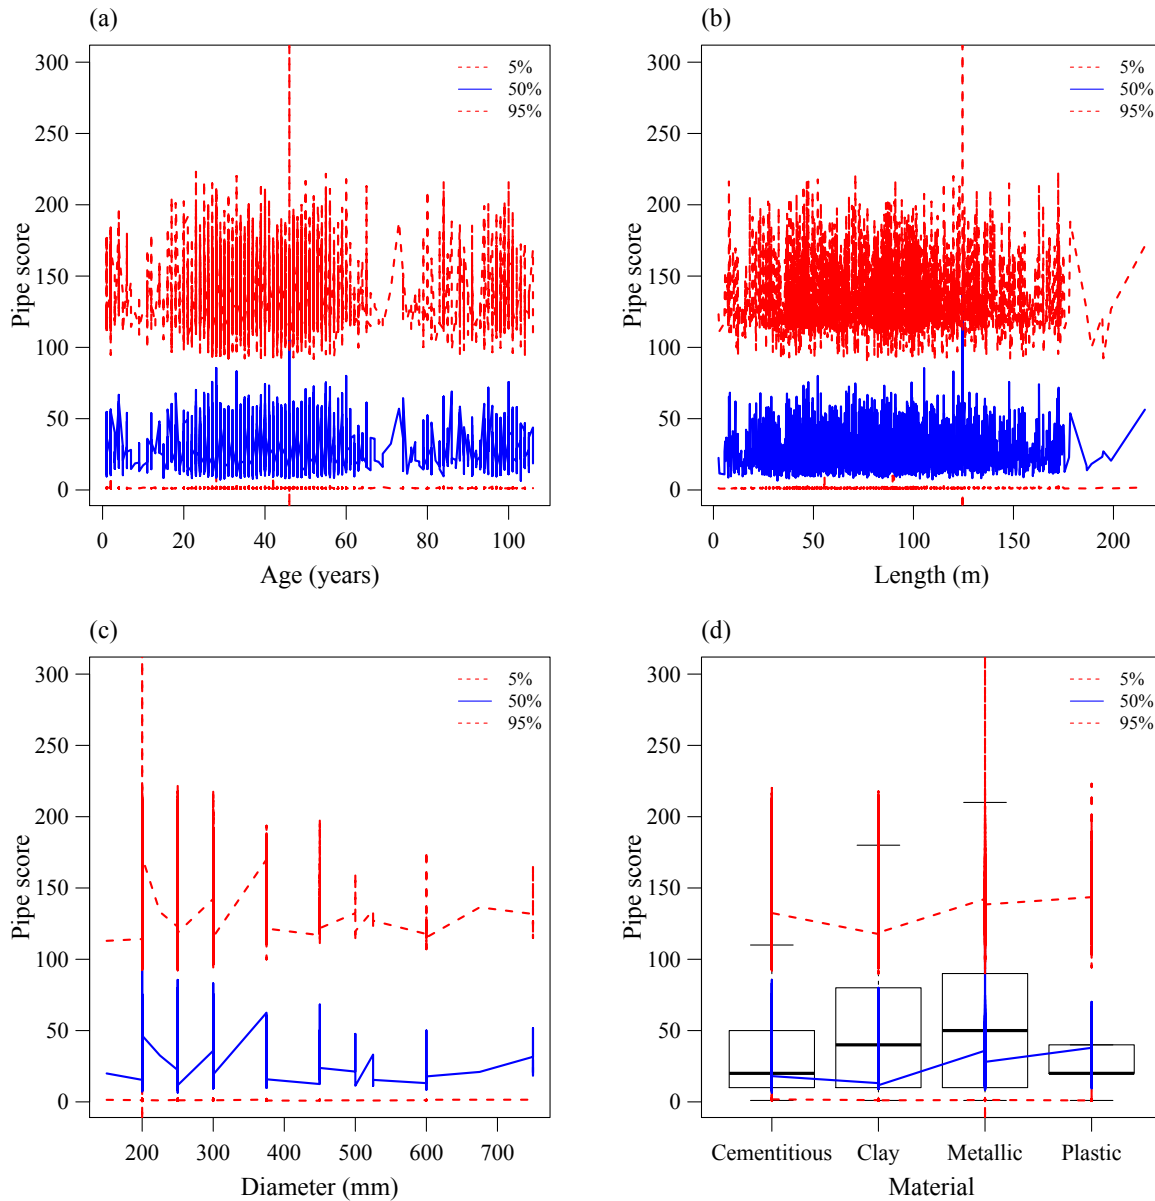 (a)
Pipe score
300
250
200
150
100
50
0
5%
50%
95%
0 20 40 60 80 100
Age (years)
(b)
Pipe score
300
250
200
150
100
50
0
5%
50%
95%
0 50 100 150 200
Length (m)
(c)
Pipe score
300
250
200
150
100
50
0
5%
50%
95%
200 300 400 500 600 700
Diameter (mm)
(d)
Pipe score
300
250
200
150
100
50
0
5%
50%
95%
Cementitious Clay Metallic Plastic
Material